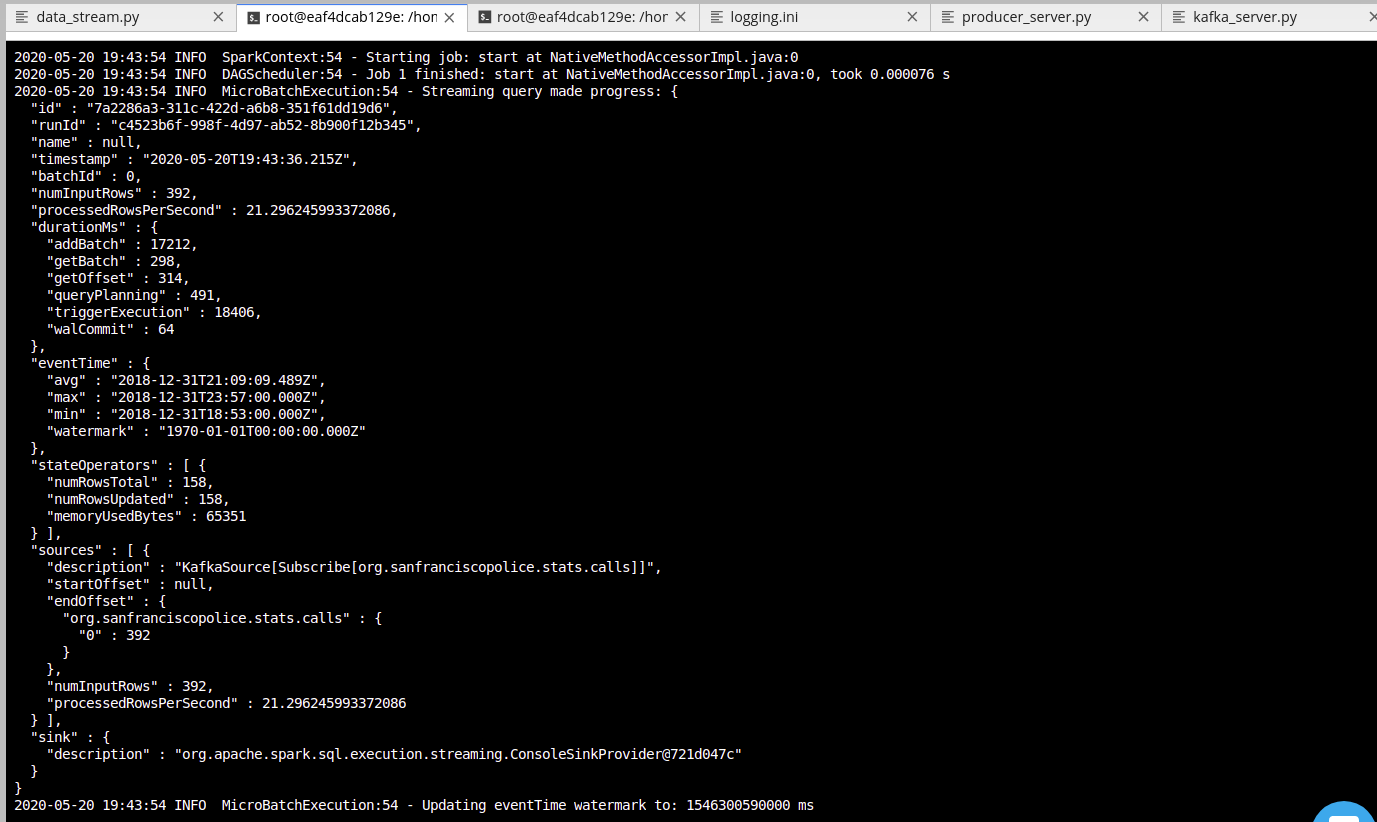 data_stream.py
root@eaf4dcab129e: /hon
root@eaf4dcab129e: /hor
logging.ini
producer_server.py
kafka_server.py
2020-05-20 19:43:54 INFO  SparkContext:54 - Starting job: start at NativeMethodAccessorImpl.java:0
2020-05-20 19:43:54 INFO  DAGScheduler:54 - Job 1 finished: start at NativeMethodAccessorImpl.java:0, took 0.000076 s
2020-05-20 19:43:54 INFO  MicroBatchExecution:54 - Streaming query made progress: {
  "id" : "7a2286a3-311c-422d-a6b8-351f61dd19d6",
  "runId" : "c4523b6f-998f-4d97-ab52-8b900f12b345",
  "name" : null,
  "timestamp" : "2020-05-20T19:43:36.215Z",
  "batchId" : 0,
  "numInputRows" : 392,
  "processedRowsPerSecond" : 21.296245993372086,
  "durationMs" : {
    "addBatch" : 17212,
    "getBatch" : 298,
    "getOffset" : 314,
    "queryPlanning" : 491,
    "triggerExecution" : 18406,
    "walCommit" : 64
  },
  "eventTime" : {
    "avg" : "2018-12-31T21:09:09.489Z",
    "max" : "2018-12-31T23:57:00.000Z",
    "min" : "2018-12-31T18:53:00.000Z",
    "watermark" : "1970-01-01T00:00:00.000Z"
  },
  "stateOperators" : [ {
    "numRowsTotal" : 158,
    "numRowsUpdated" : 158,
    "memoryUsedBytes" : 65351
  } ],
  "sources" : [ {
    "description" : "KafkaSource[Subscribe[org.sanfranciscopolice.stats.calls]]",
    "startOffset" : null,
    "endOffset" : {
      "org.sanfranciscopolice.stats.calls" : {
        "0" : 392
      }
    },
    "numInputRows" : 392,
    "processedRowsPerSecond" : 21.296245993372086
  } ],
  "sink" : {
    "description" : "org.apache.spark.sql.execution.streaming.ConsoleSinkProvider@721d047c"
  }
}
2020-05-20 19:43:54 INFO  MicroBatchExecution:54 - Updating eventTime watermark to: 1546300590000 ms